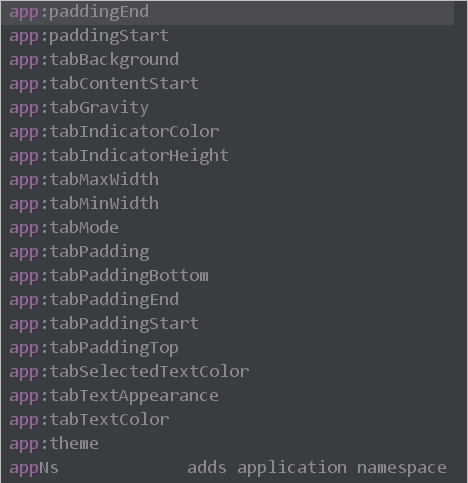 app:paddingEnd
app:paddingStart
app:tabBackground
app:tabContentStart
app:tabGravity
app:tabIndicatorColor
app:tabIndicatorHeight
app:tabMaxWidth
app:tabMinWidth
app:tabMode
app:tabPadding
app:tabPaddingBottom
app:tabPaddingEnd
app:tabPaddingStart
app:tabPaddingTop
app:tabSelectedTextColor
app:tabTextAppearance
app:tabTextColor
app:theme
appNs adds application namespace